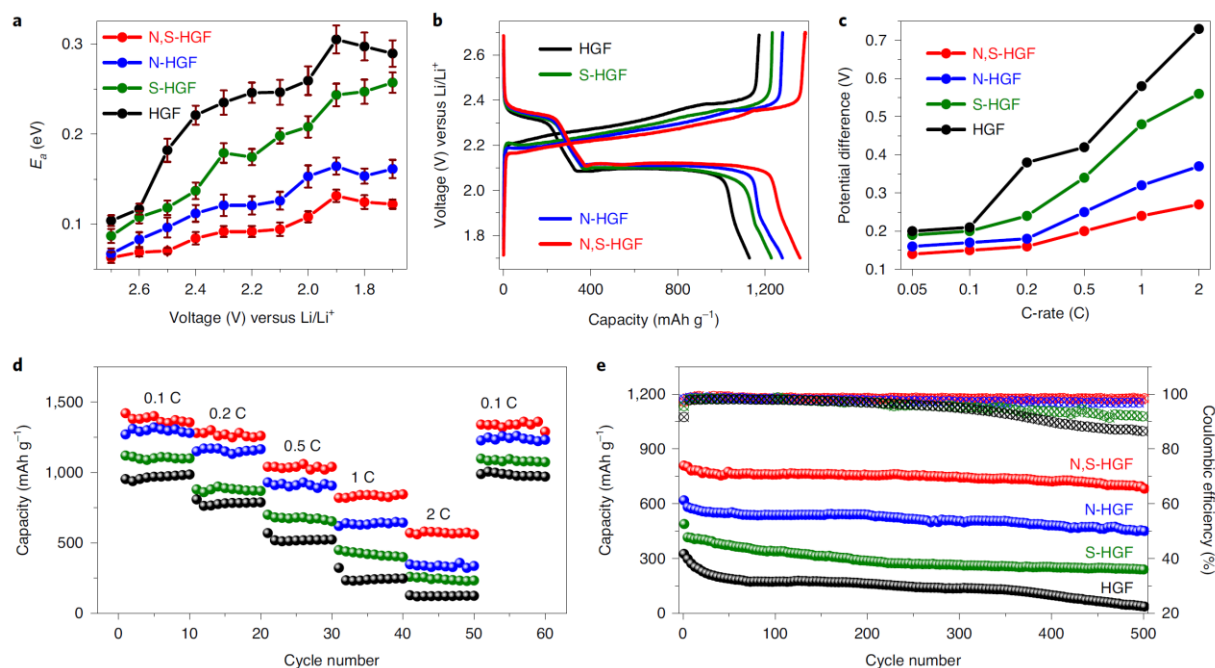 a
N,S-HGF
N-HGF
S-HGF
HGF
0.3
0.2
0.1
Eₐ (eV)
2.6 2.4 2.2 2.0 1.8
Voltage (V) versus Li/Li⁺
b
HGF
S-HGF
N-HGF
N,S-HGF
2.6
2.4
2.2
2.0
1.8
Voltage (V) versus Li/Li⁺
0 400 800 1,200
Capacity (mAh g⁻¹)
c
N,S-HGF
N-HGF
S-HGF
HGF
0.7
0.6
0.5
0.4
0.3
0.2
0.1
Potential difference (V)
0.05 0.1 0.2 0.5 1 2
C-rate (C)
d
0.1 C
0.2 C
0.5 C
1 C
2 C
0.1 C
1,500
1,000
500
0
Capacity (mAh g⁻¹)
0 10 20 30 40 50 60
Cycle number
e
N,S-HGF
N-HGF
S-HGF
HGF
1,200
900
600
300
0
Capacity (mAh g⁻¹)
100
80
60
40
20
Coulombic efficiency (%)
0 100 200 300 400 500
Cycle number